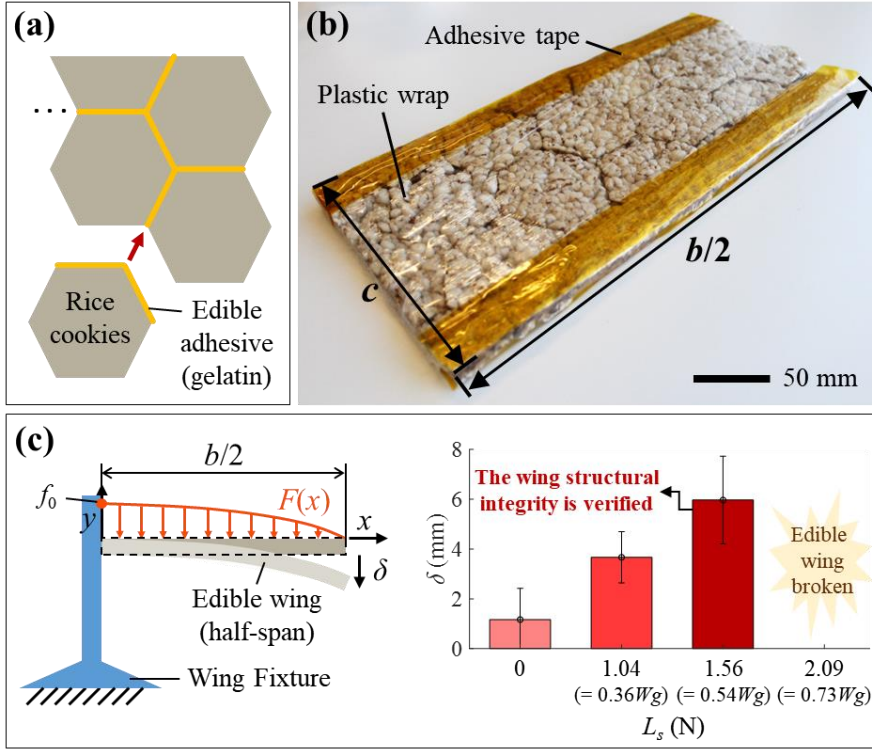 (a)
...
Rice
cookies
Edible
adhesive
(gelatin)
(b)
Adhesive tape
Plastic wrap
c
b/2
50 mm
(c)
b/2
f₀
y
F(x)
x
δ
Edible wing
(half-span)
Wing Fixture
8
6
4
2
0
δ (mm)
The wing structural
integrity is verified
Edible
wing
broken
0 1.04 1.56 2.09
(= 0.36Wg) (= 0.54Wg) (= 0.73Wg)
Lₛ (N)